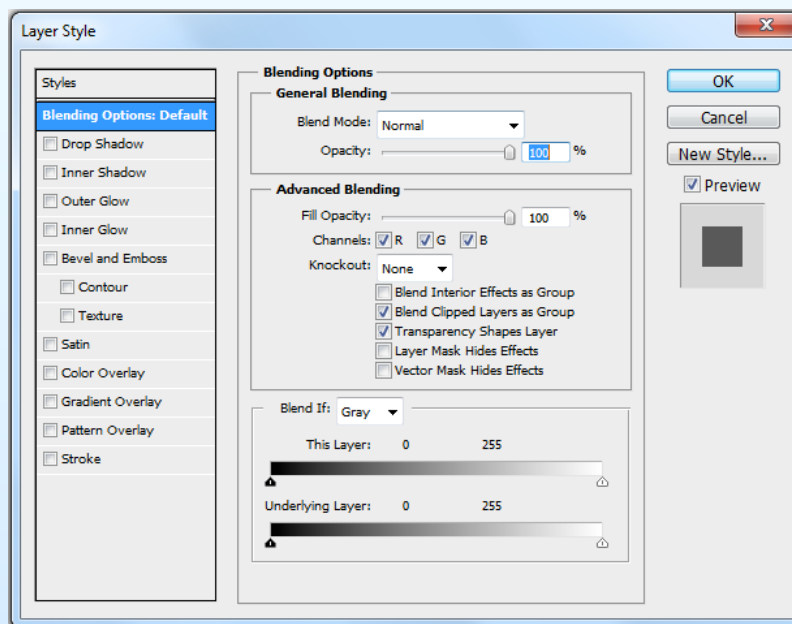 Layer Style
Styles
Blending Options: Default
Drop Shadow
Inner Shadow
Outer Glow
Inner Glow
Bevel and Emboss
Contour
Texture
Satin
Color Overlay
Gradient Overlay
Pattern Overlay
Stroke
Blending Options
General Blending
Blend Mode: Normal
Opacity: 100 %
Advanced Blending
Fill Opacity: 100 %
Channels: R G B
Knockout: None
Blend Interior Effects as Group
Blend Clipped Layers as Group
Transparency Shapes Layer
Layer Mask Hides Effects
Vector Mask Hides Effects
Blend If: Gray
This Layer: 0 255
Underlying Layer: 0 255
OK
Cancel
New Style...
Preview